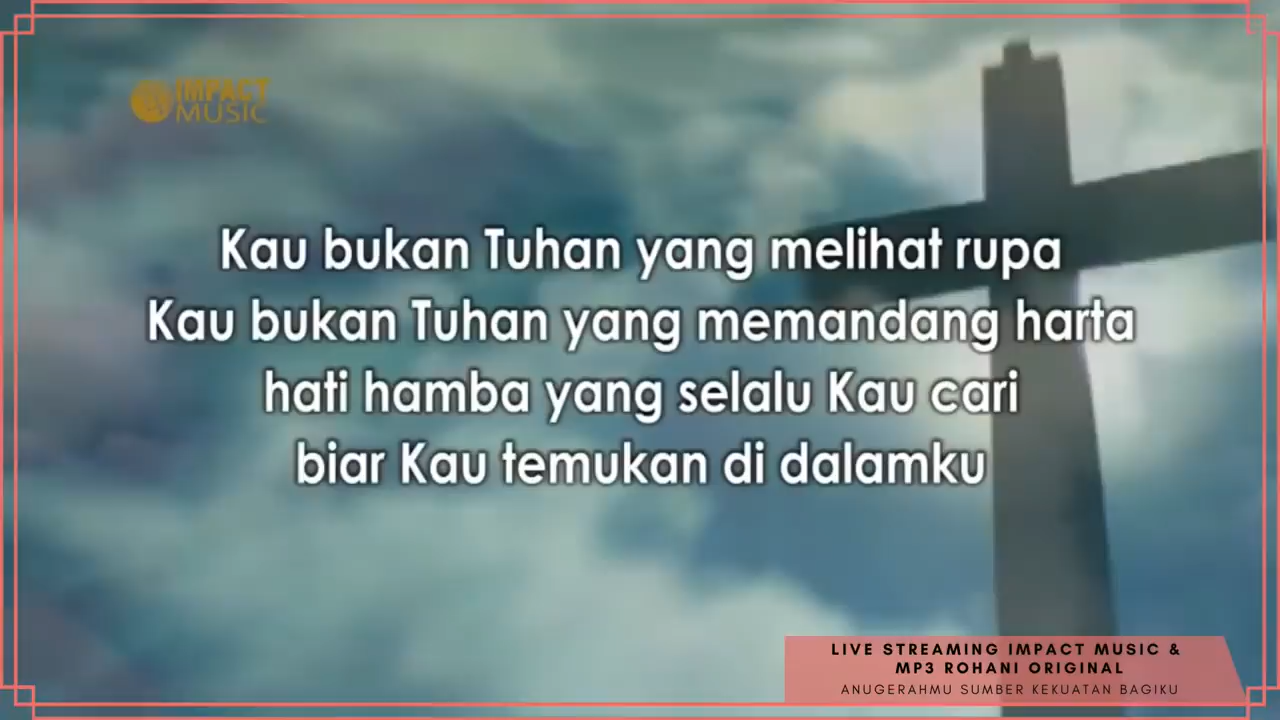 IMPACT
MUSIC
Kau bukan Tuhan yang melihat rupa
Kau bukan Tuhan yang memandang harta
hati hamba yang selalu Kau cari
biar Kau temukan di dalamku
LIVE STREAMING IMPACT MUSIC &
MP3 ROHANI ORIGINAL
ANUGERAHMU SUMBER KEKUATAN BAGIKU